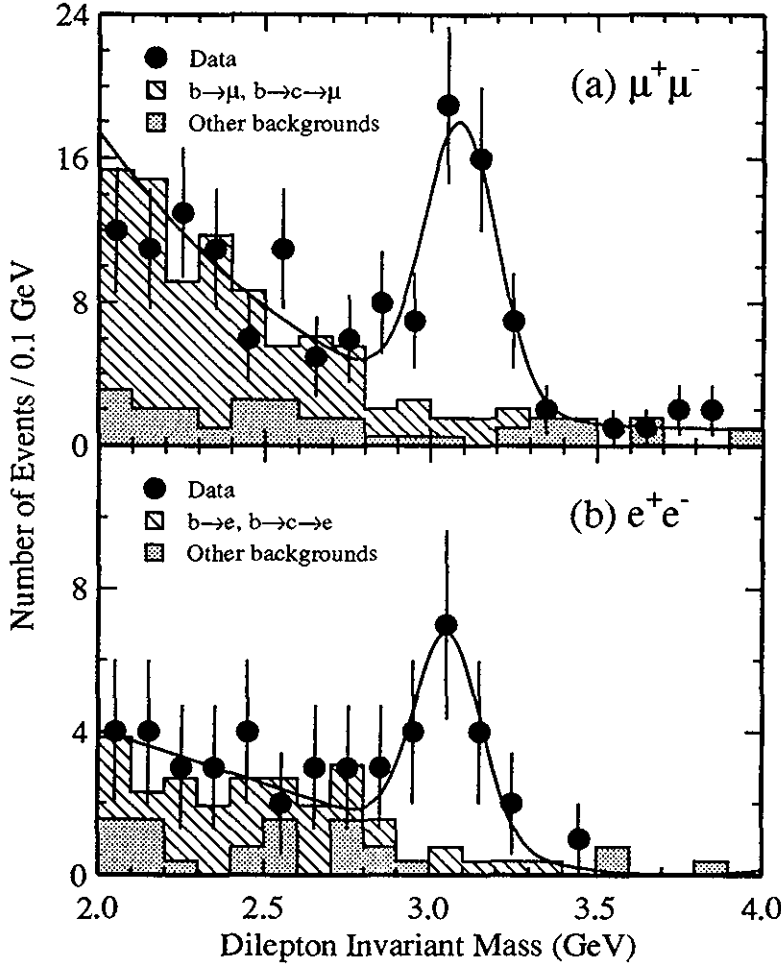 24
16
8
0
Data
b→μ, b→c→μ
Other backgrounds
(a) μ⁺μ⁻
Number of Events / 0.1 GeV
8
4
0
Data
b→e, b→c→e
Other backgrounds
(b) e⁺e⁻
2.0 2.5 3.0 3.5 4.0
Dilepton Invariant Mass (GeV)